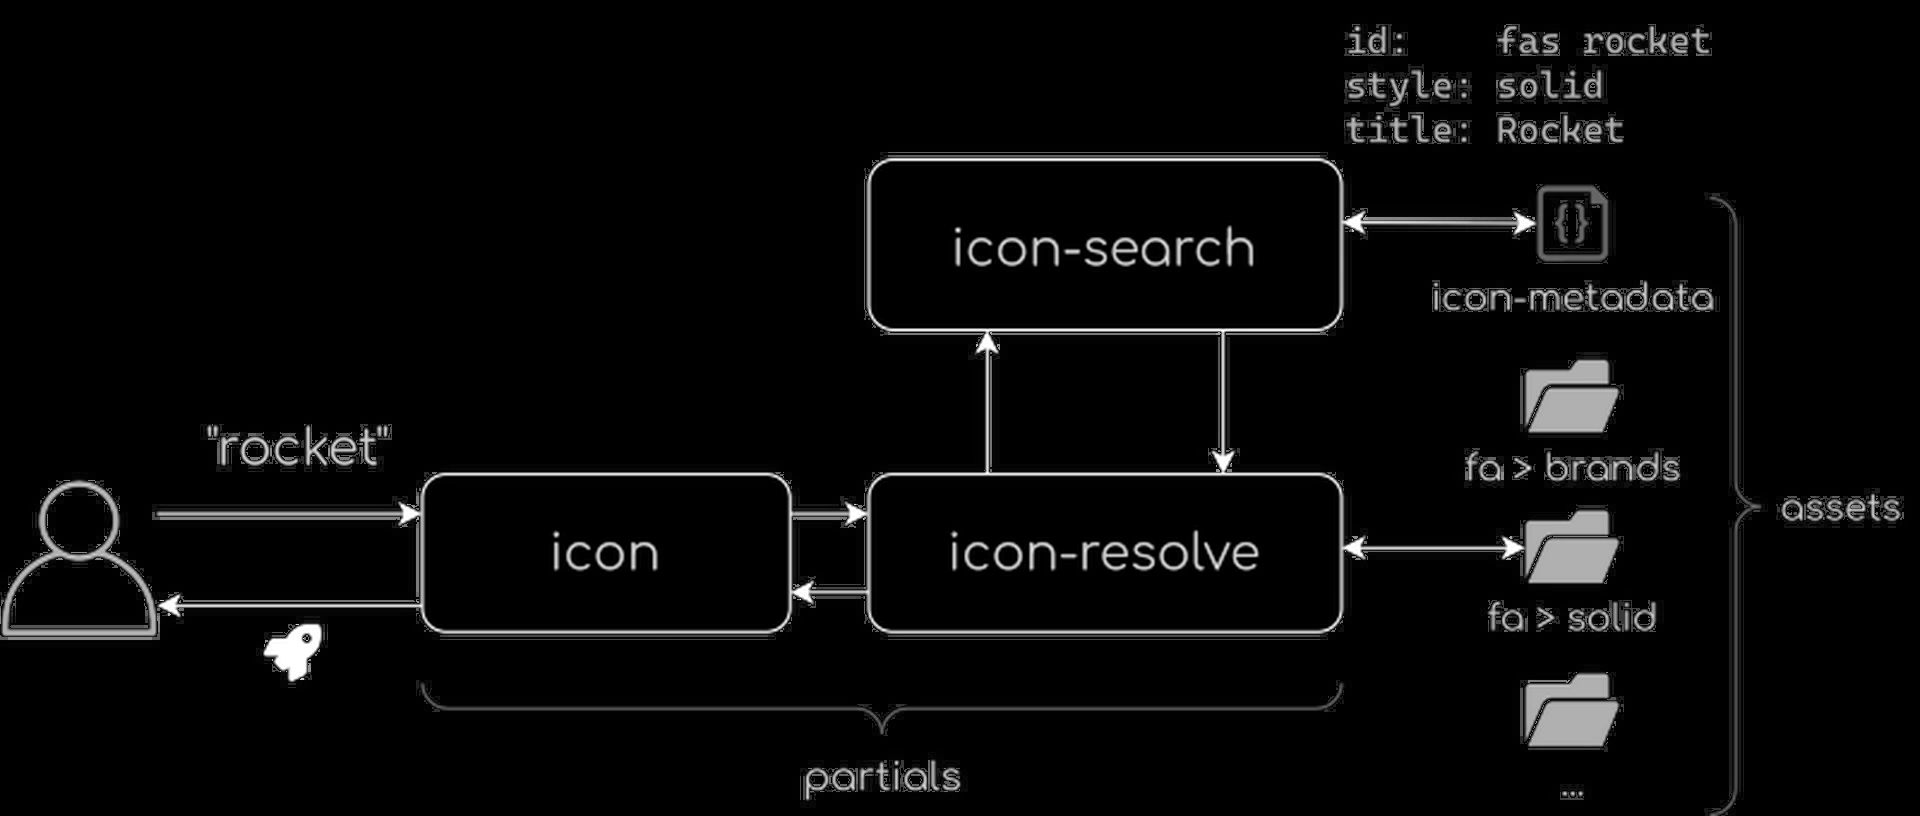 id: fas rocket
style: solid
title: Rocket
icon-search
icon-metadata
"rocket"
fa > brands
assets
icon
icon-resolve
fa > solid
partials
...